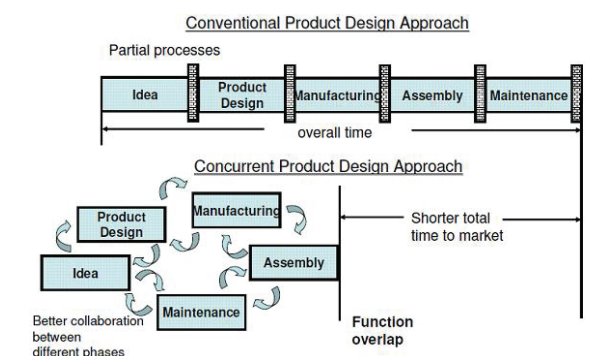 Conventional Product Design Approach
Partial processes
Idea
Product
Design
Manufacturing
Assembly
Maintenance
overall time
Concurrent Product Design Approach
Product
Design
Manufacturing
Shorter total
time to market
Assembly
Idea
Maintenance
Better collaboration
between
different phases
Function
overlap